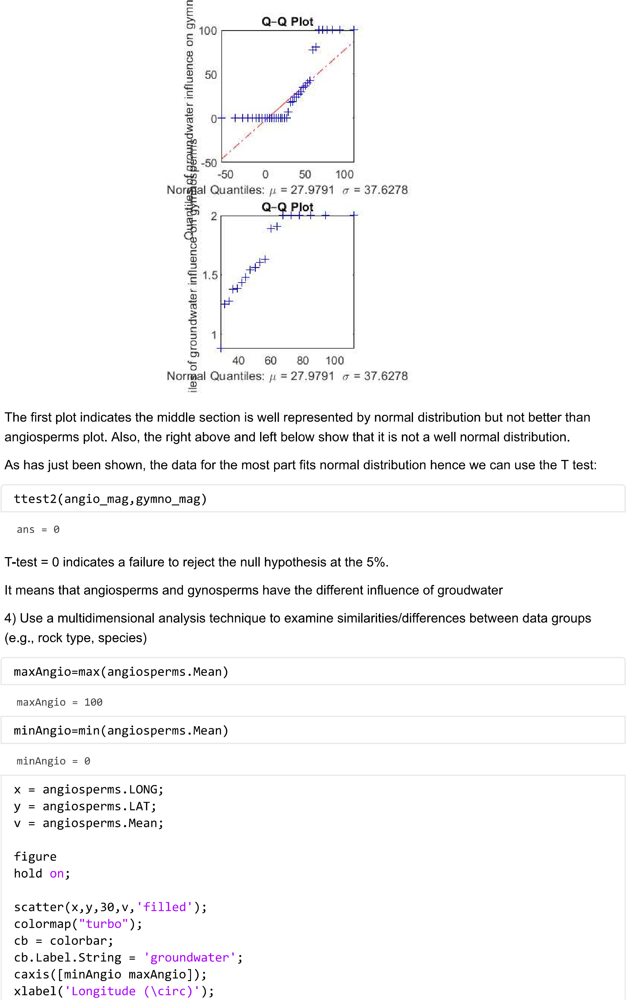 Q-Q Plot
Quantiles of groundwater influence on gymn
100
50
0
-50
-50 0 50 100
Normal Quantiles: μ = 27.9791 σ = 37.6278
Q-Q Plot
iles of groundwater influence on gymnosperms
2
1.5
1
40 60 80 100
Normal Quantiles: μ = 27.9791 σ = 37.6278
The first plot indicates the middle section is well represented by normal distribution but not better than
angiosperms plot. Also, the right above and left below show that it is not a well normal distribution.
As has just been shown, the data for the most part fits normal distribution hence we can use the T test:
ttest2(angio_mag,gymno_mag)
ans = 0
T-test = 0 indicates a failure to reject the null hypothesis at the 5%.
It means that angiosperms and gynosperms have the different influence of groudwater
4) Use a multidimensional analysis technique to examine similarities/differences between data groups
(e.g., rock type, species)
maxAngio=max(angiosperms.Mean)
maxAngio = 100
minAngio=min(angiosperms.Mean)
minAngio = 0
x = angiosperms.LONG;
y = angiosperms.LAT;
v = angiosperms.Mean;
figure
hold on;
scatter(x,y,30,v,'filled');
colormap("turbo");
cb = colorbar;
cb.Label.String = 'groundwater';
caxis([minAngio maxAngio]);
xlabel('Longitude (\circ)');